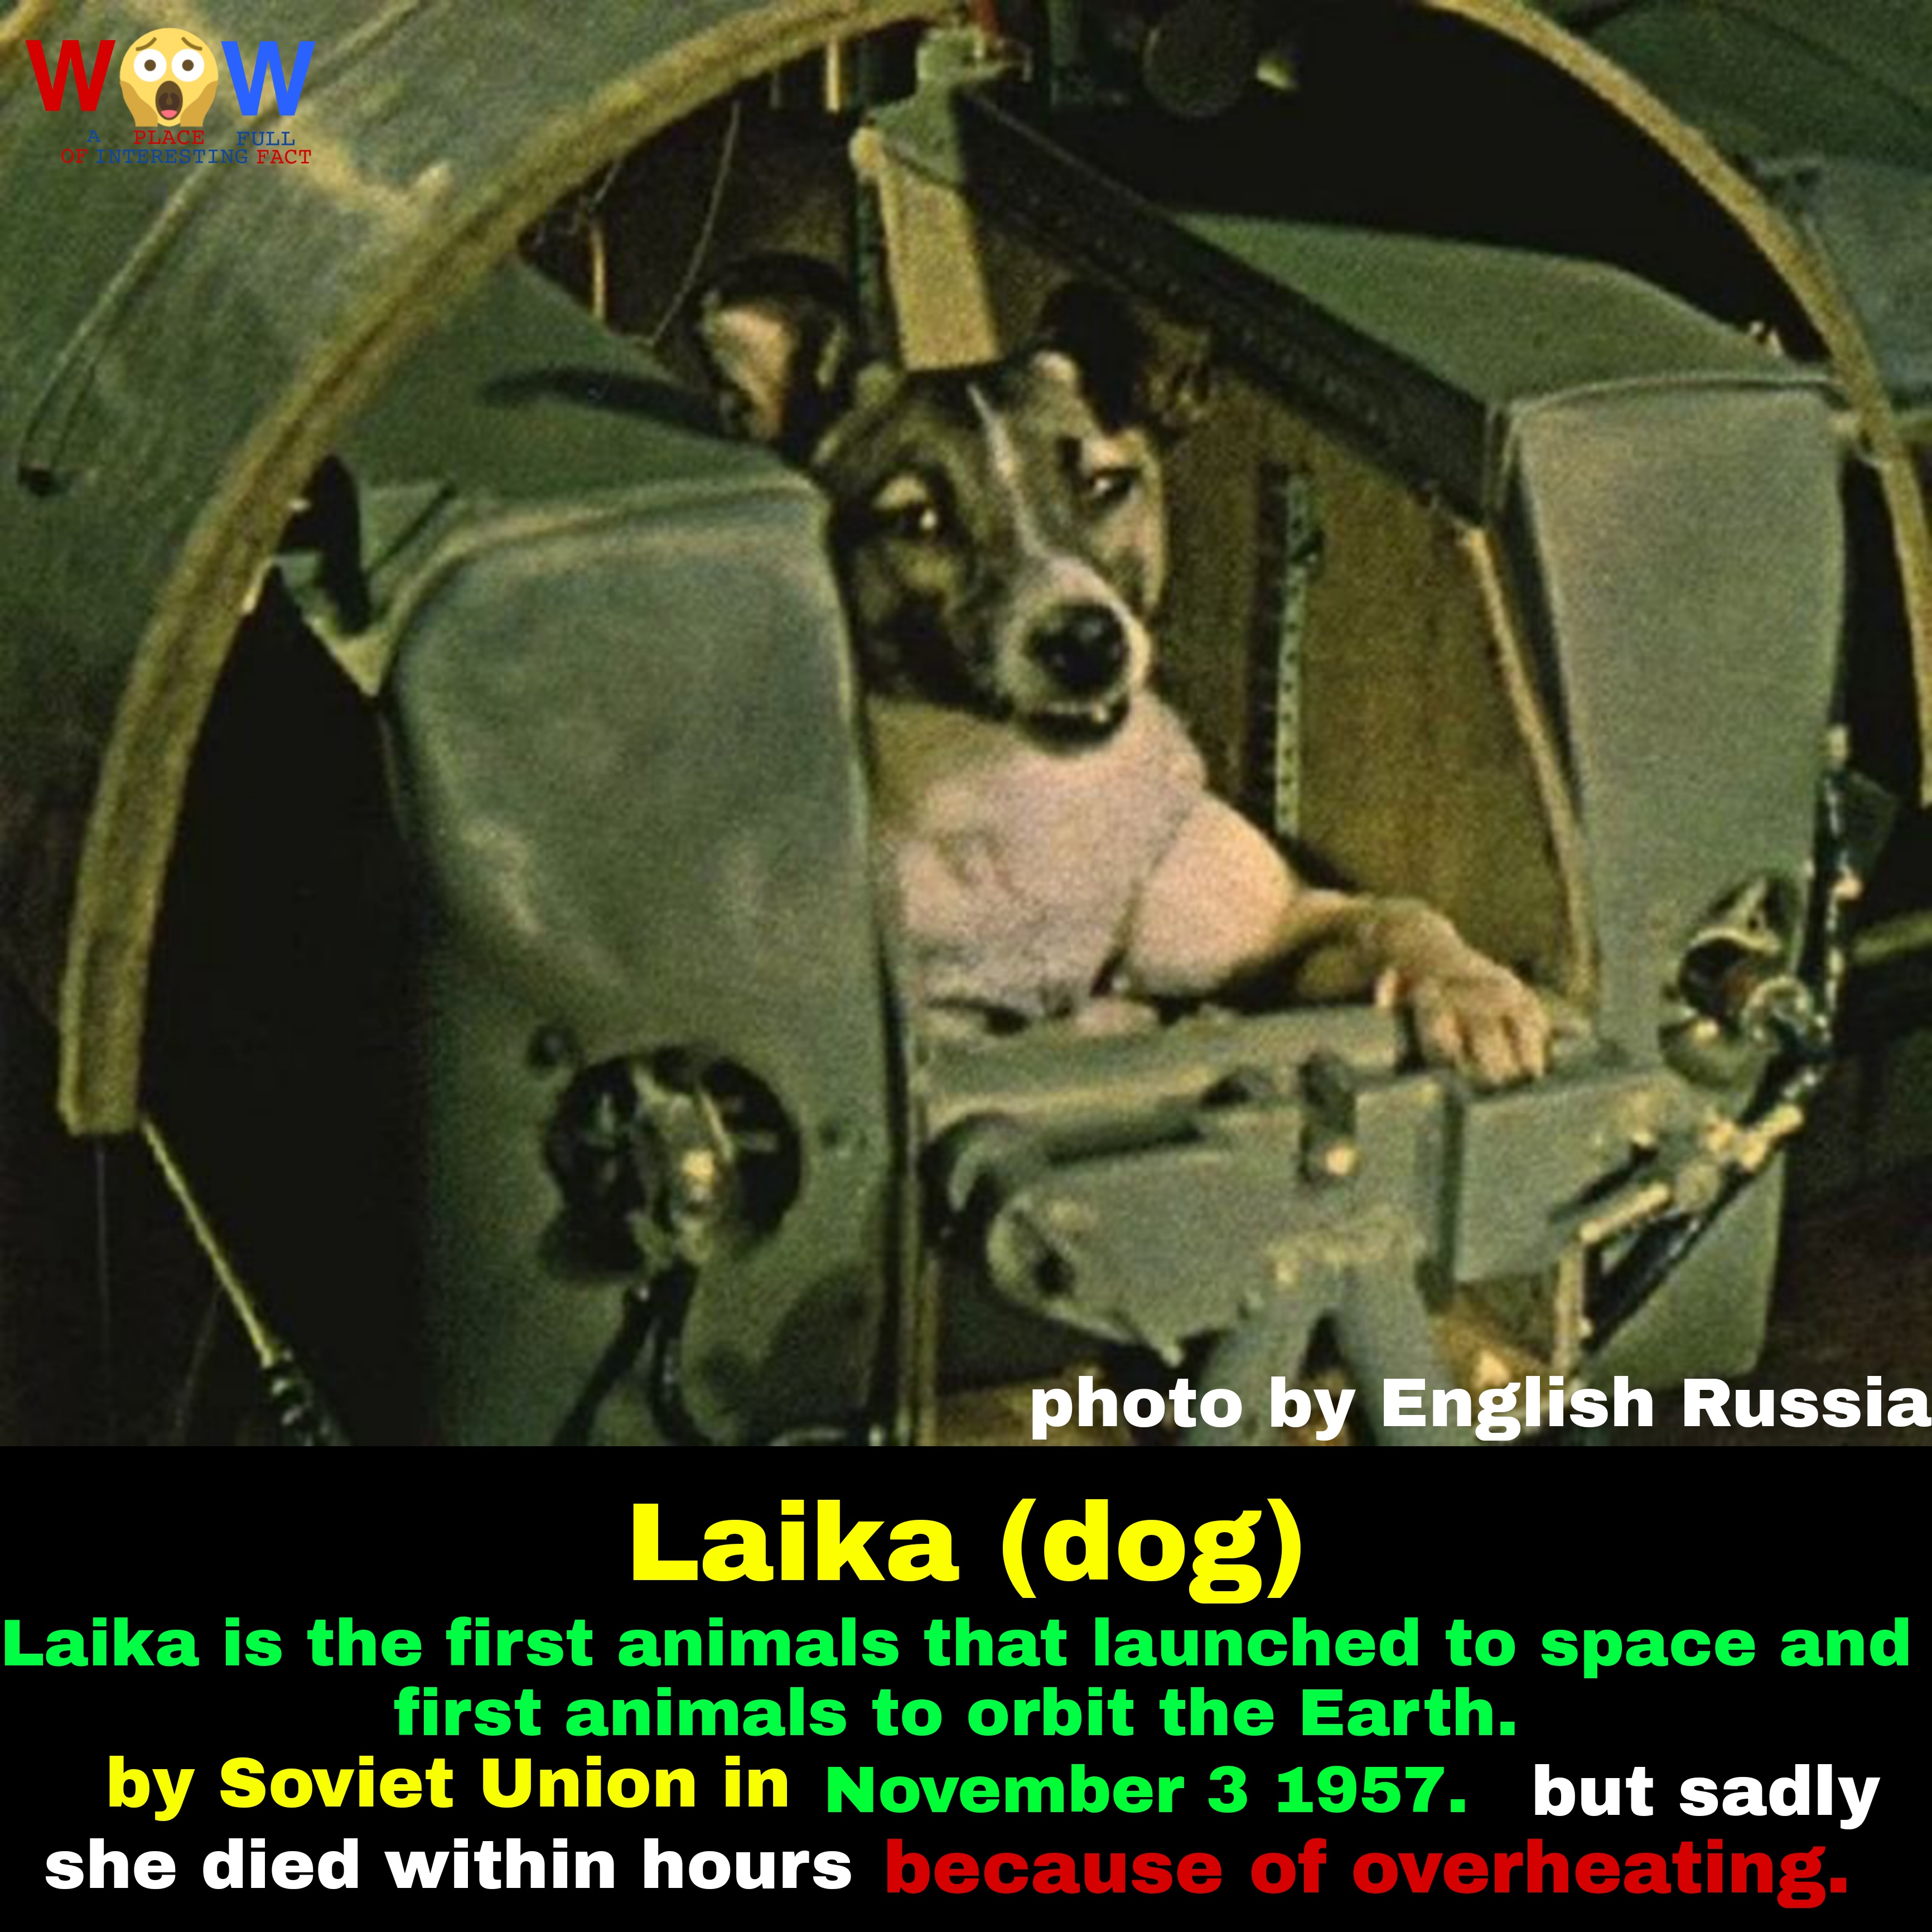 WOW
A PLACE FULL
OF INTERESTING FACT
photo by English Russia
Laika (dog)
Laika is the first animals that launched to space and
first animals to orbit the Earth.
by Soviet Union in November 3 1957. but sadly
she died within hours because of overheating.